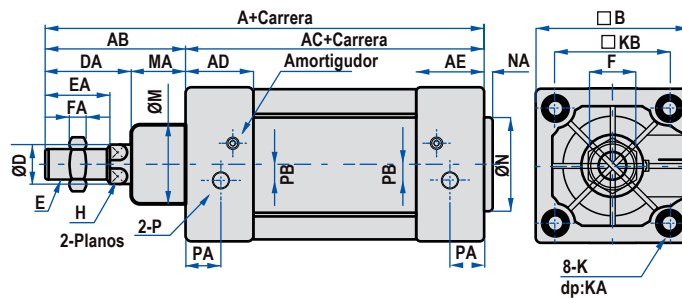 A+Carrera
□B
AB
AC+Carrera
□KB
DA
MA
AD
Amortigudor
AE
NA
F
EA
FA
ØM
ØD
PB
PB
ØN
E
H
2-P
2-Planos
PA
PA
8-K
dp:KA